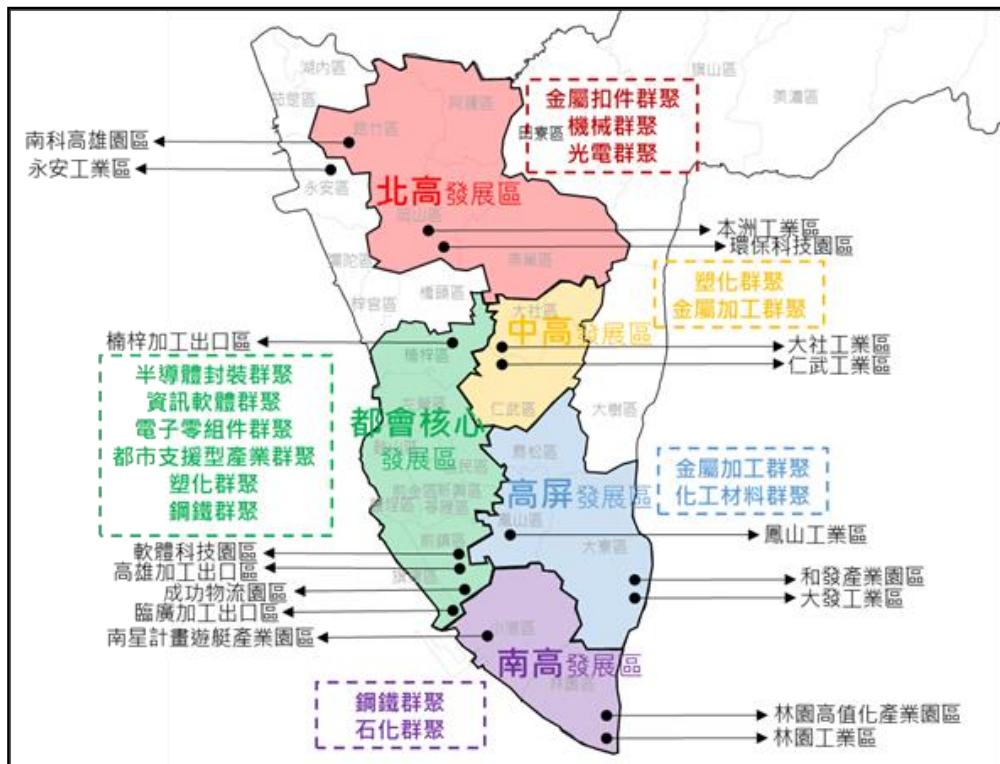 湖內區
旗山區
美濃區
茄萣區
阿蓮區
路竹區
田寮區
金屬扣件群聚
機械群聚
光電群聚
南科高雄園區
永安工業區
永安區
北高發展區
岡山區
本洲工業區
環保科技園區
燕巢區
彌陀區
橋頭區
梓官區
塑化群聚
金屬加工群聚
大社區
中高發展區
楠梓加工出口區
楠梓區
大社工業區
仁武工業區
半導體封裝群聚
資訊軟體群聚
電子零組件群聚
都市支援型產業群聚
塑化群聚
鋼鐵群聚
仁武區
大樹區
都會核心
發展區
鳥松區
金屬加工群聚
化工材料群聚
高屏發展區
鳳山區
鳳山工業區
大寮區
前鎮區
軟體科技園區
高雄加工出口區
成功物流園區
臨廣加工出口區
南星計畫遊艇產業園區
和發產業園區
大發工業區
小港區
南高發展區
林園區
鋼鐵群聚
石化群聚
林園高值化產業園區
林園工業區